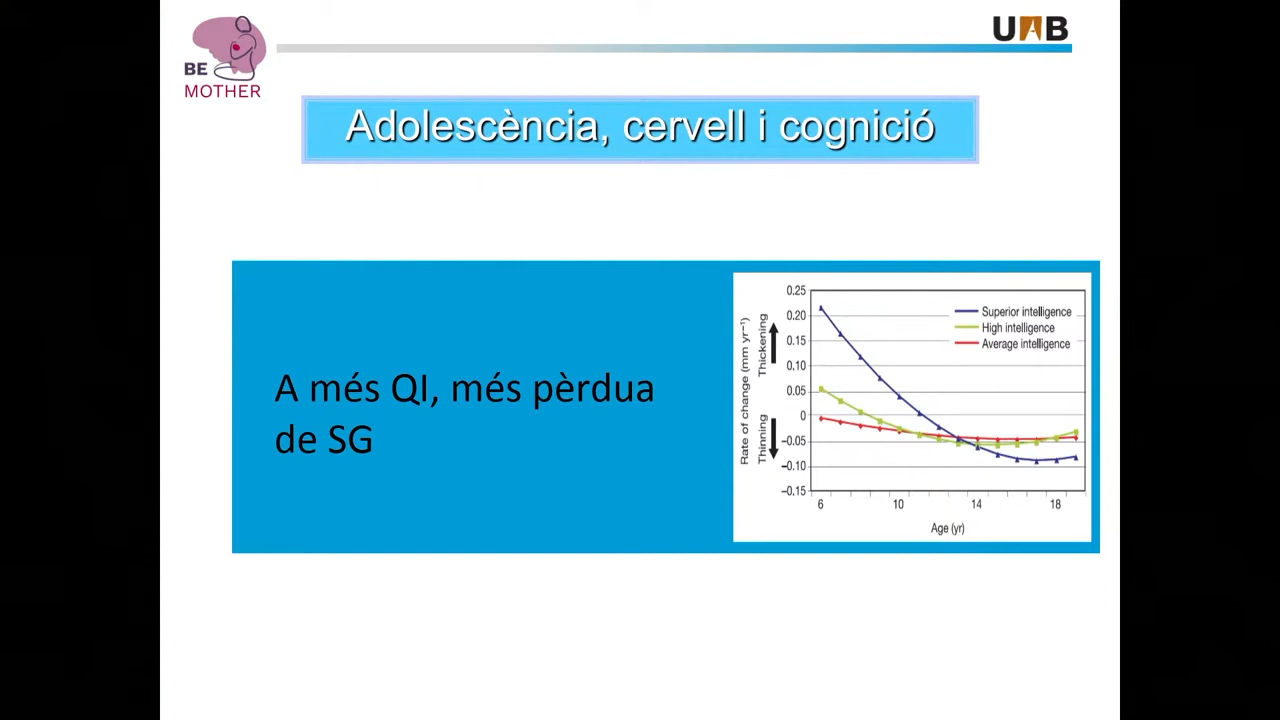 BE
MOTHER
UAB
Adolescència, cervell i cognició
A més QI, més pèrdua
de SG
Rate of change (mm yr⁻¹)
Thinning
Thickening
0.25
0.20
0.15
0.10
0.05
0
–0.05
–0.10
–0.15
Superior intelligence
High intelligence
Average intelligence
6
10
14
18
Age (yr)